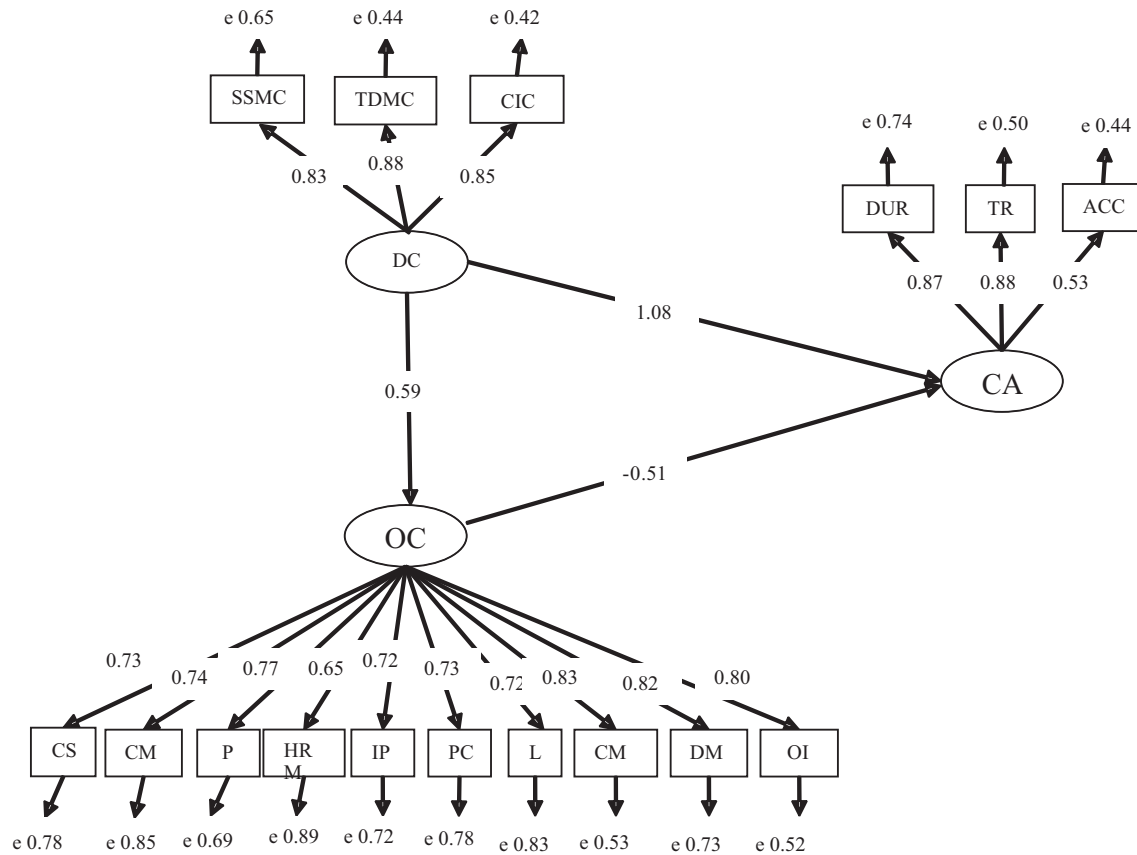 e 0.65 e 0.44 e 0.42
SSMC TDMC CIC
0.83 0.88 0.85
e 0.74 e 0.50 e 0.44
DUR TR ACC
0.87 0.88 0.53
DC
1.08
CA
0.59
-0.51
OC
0.73 0.74 0.77 0.65 0.72 0.73 0.72 0.83 0.82 0.80
CS CM P HR IP PC L CM DM OI
M
e 0.78 e 0.85 e 0.69 e 0.89 e 0.72 e 0.78 e 0.83 e 0.53 e 0.73 e 0.52